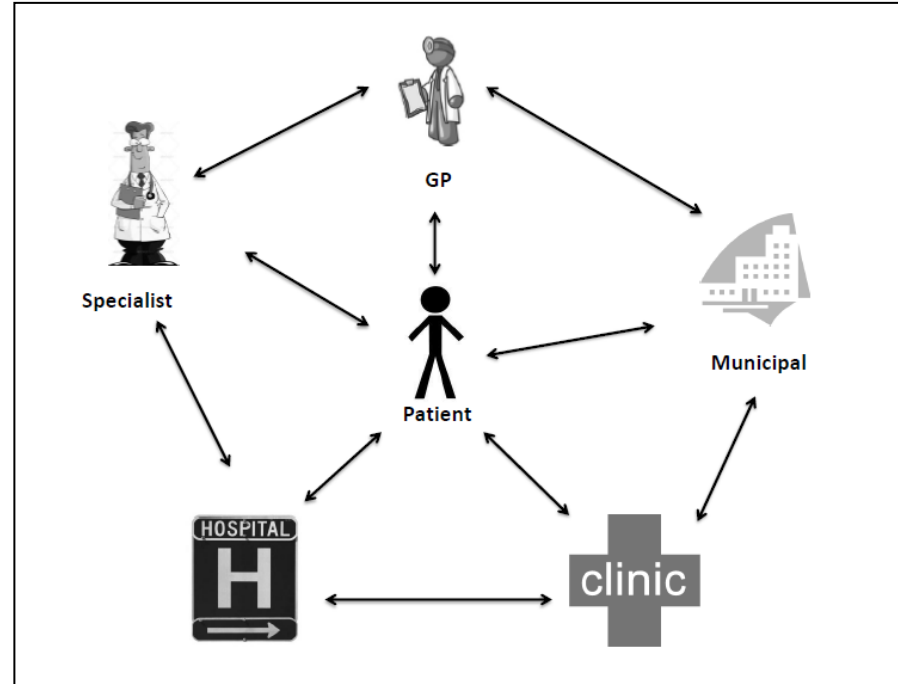 GP
Specialist
Municipal
Patient
HOSPITAL
H
clinic